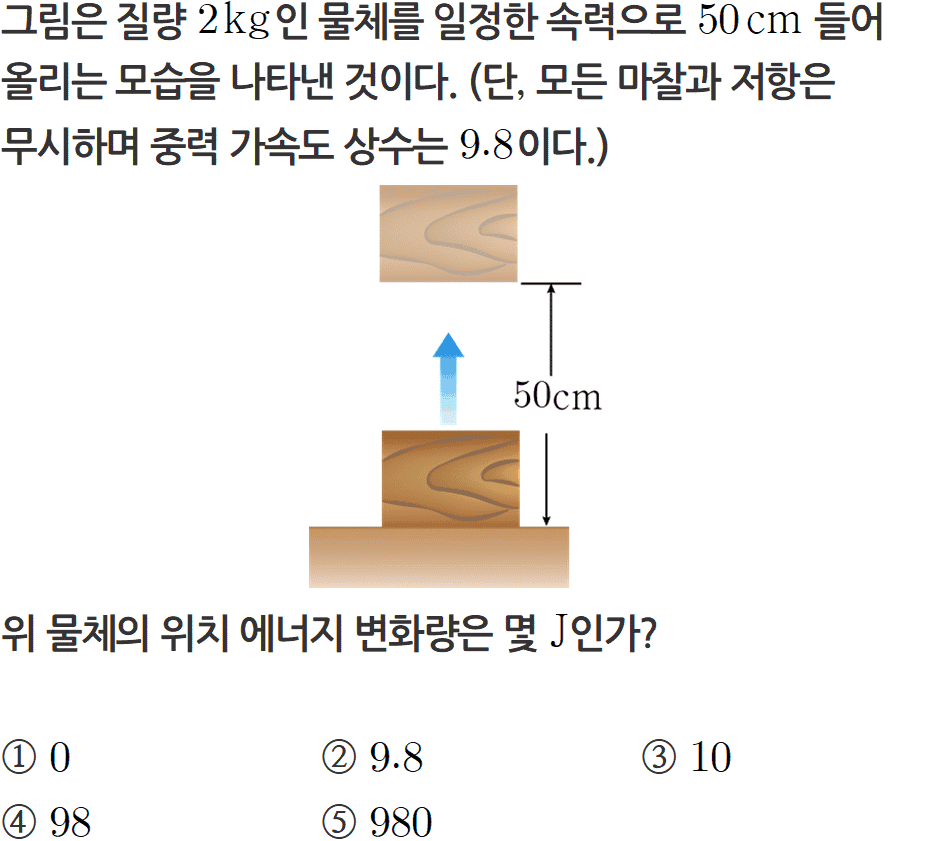 그림은 질량 2kg인 물체를 일정한 속력으로 50cm 들어
올리는 모습을 나타낸 것이다. (단, 모든 마찰과 저항은
무시하며 중력 가속도 상수는 9.8이다.)
50cm
위 물체의 위치 에너지 변화량은 몇 J인가?
① 0 ② 9.8 ③ 10
④ 98 ⑤ 980